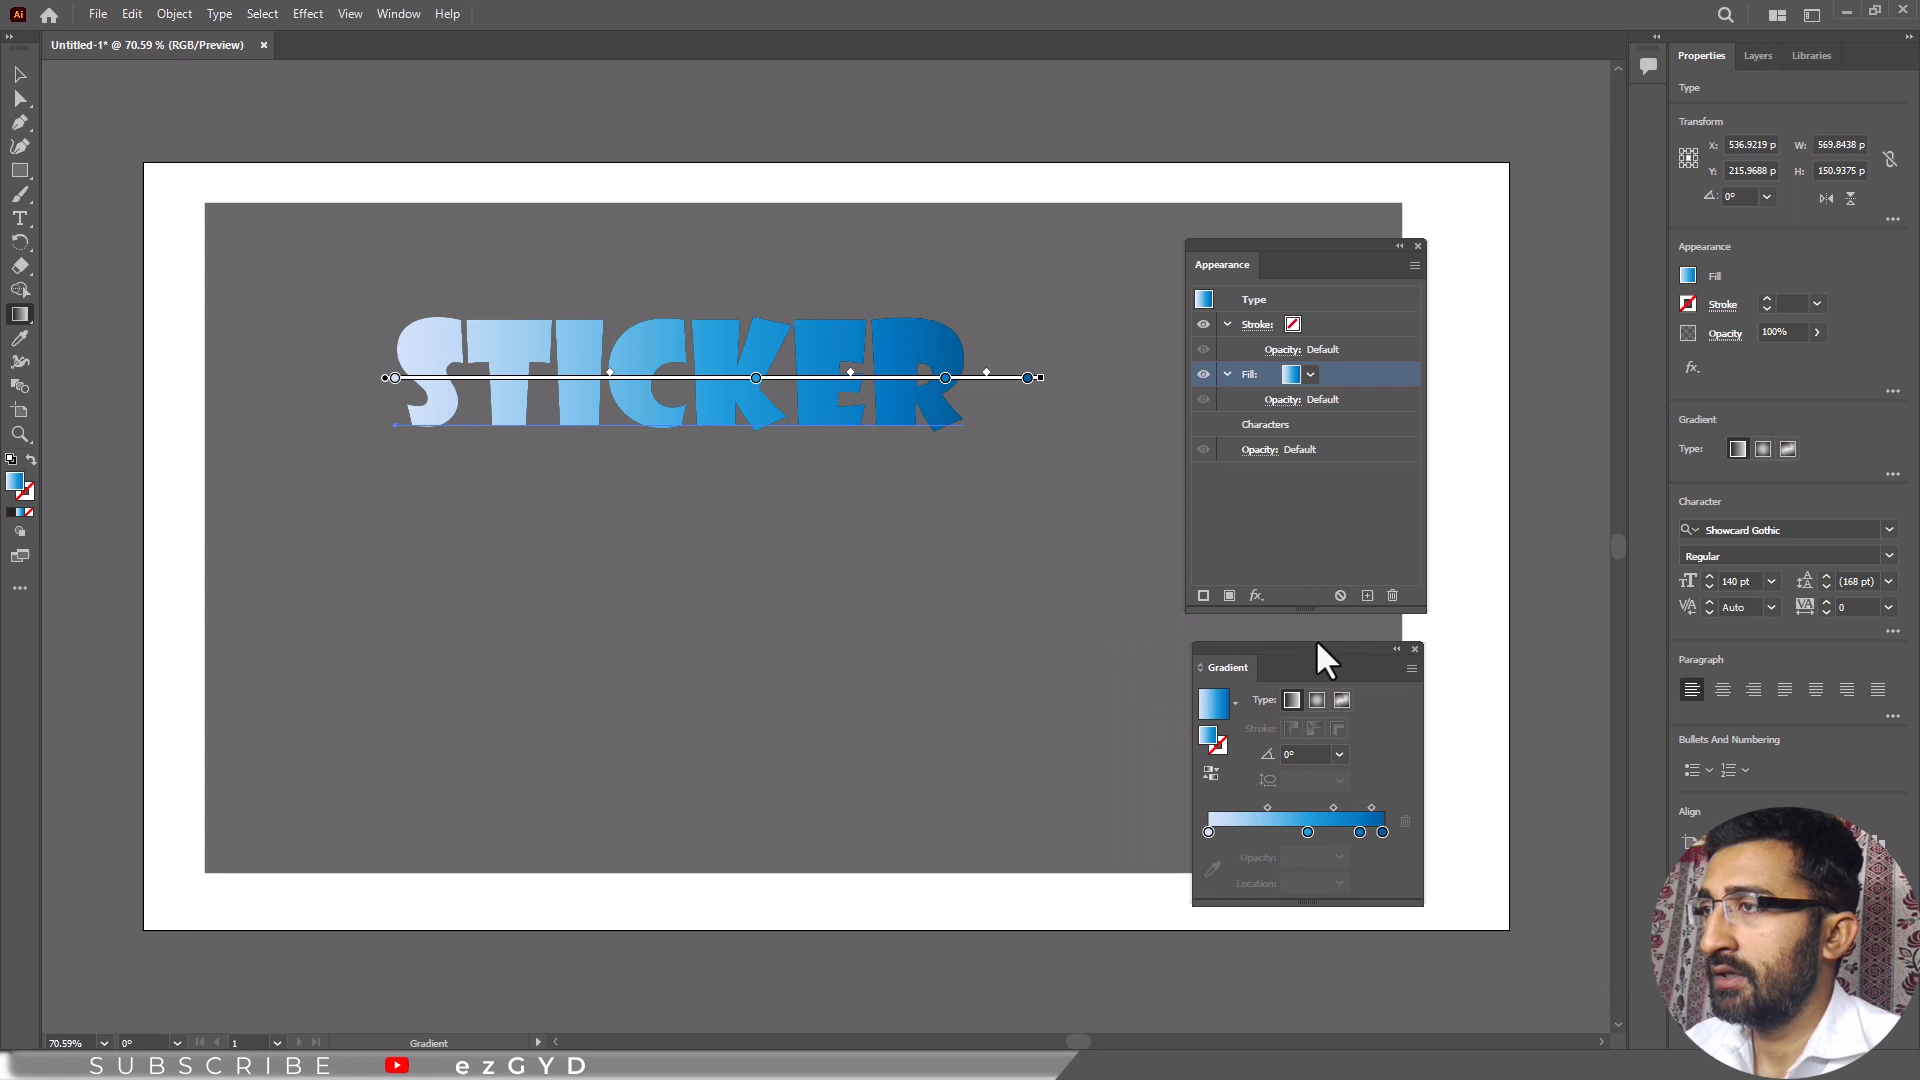 Ai
File Edit Object Type Select Effect View Window Help
Untitled-1* @ 70.59 % (RGB/Preview)
STICKER
Appearance
Type
Stroke:
Opacity: Default
Fill:
Opacity: Default
Characters
Opacity: Default
fx
Gradient
Type:
Stroke:
0°
Opacity:
Location:
Properties Layers Libraries
Type
Transform
X: 536.9219 p W: 569.8438 p
Y: 215.9688 p H: 150.9375 p
0°
Appearance
Fill
Stroke
Opacity 100%
fx
Gradient
Type:
Character
Showcard Gothic
Regular
140 pt (168 pt)
Auto 0
Paragraph
Bullets And Numbering
Align
70.59% 0° 1 Gradient
SUBSCRIBE ezGYD